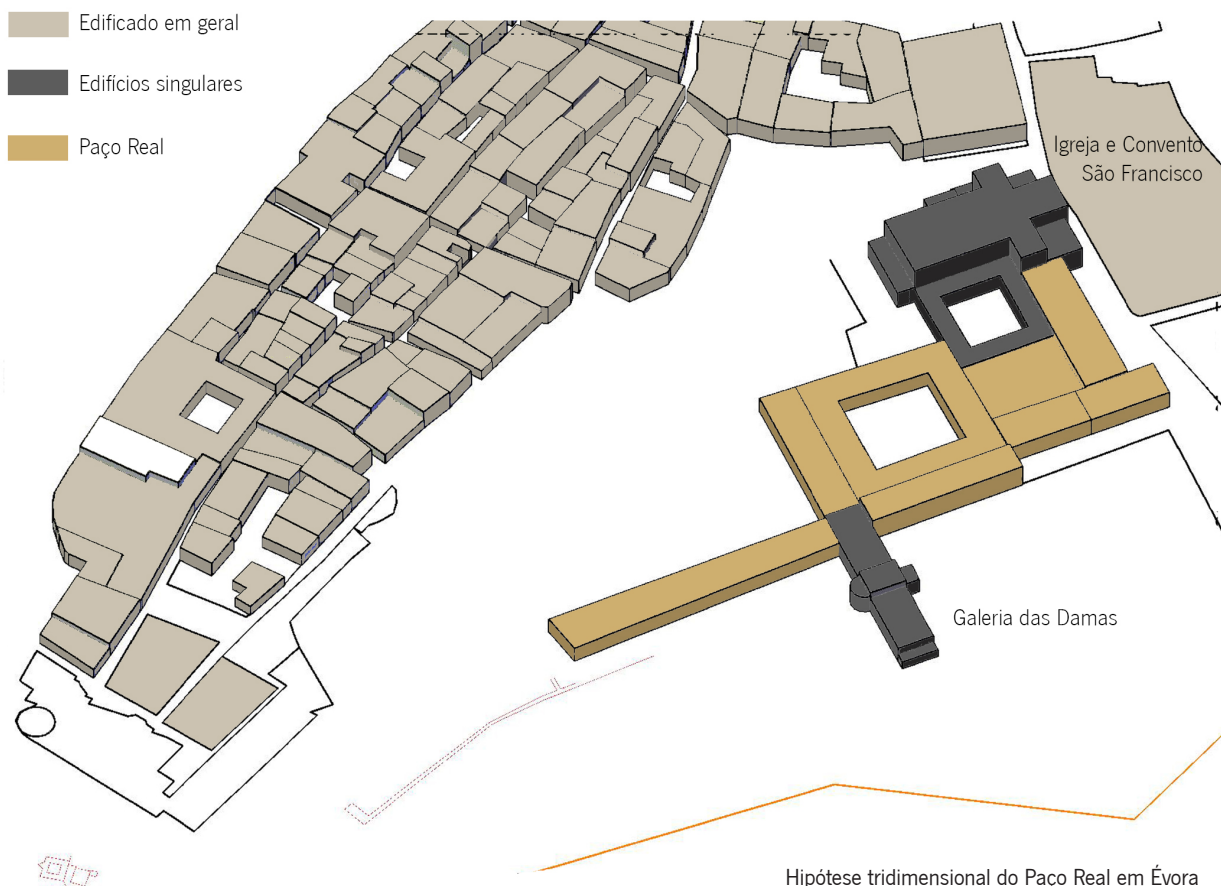 Edificado em geral
Edifícios singulares
Paço Real
Igreja e Convento
São Francisco
Galeria das Damas
Hipótese tridimensional do Paço Real em Évora